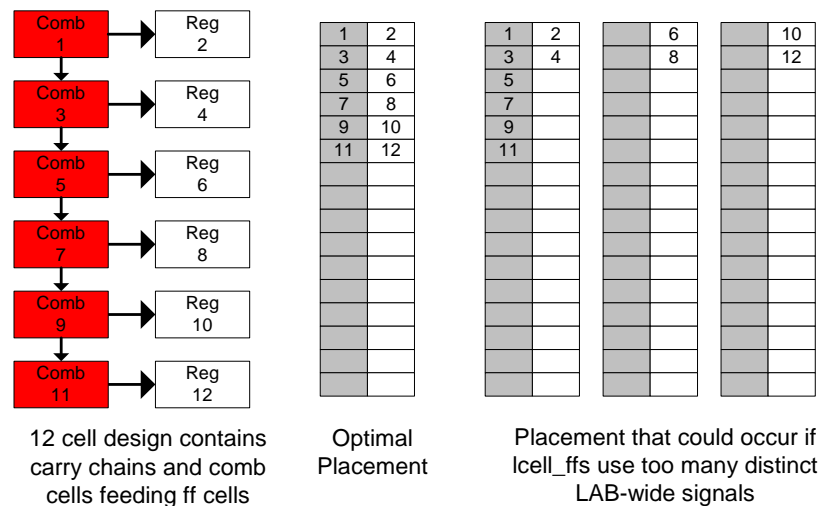 Comb
1
Reg
2
Comb
3
Reg
4
Comb
5
Reg
6
Comb
7
Reg
8
Comb
9
Reg
10
Comb
11
Reg
12
12 cell design contains
carry chains and comb
cells feeding ff cells
1 2
3 4
5 6
7 8
9 10
11 12
Optimal
Placement
1 2 6 10
3 4 8 12
5
7
9
11
Placement that could occur if
lcell_ffs use too many distinct
LAB-wide signals